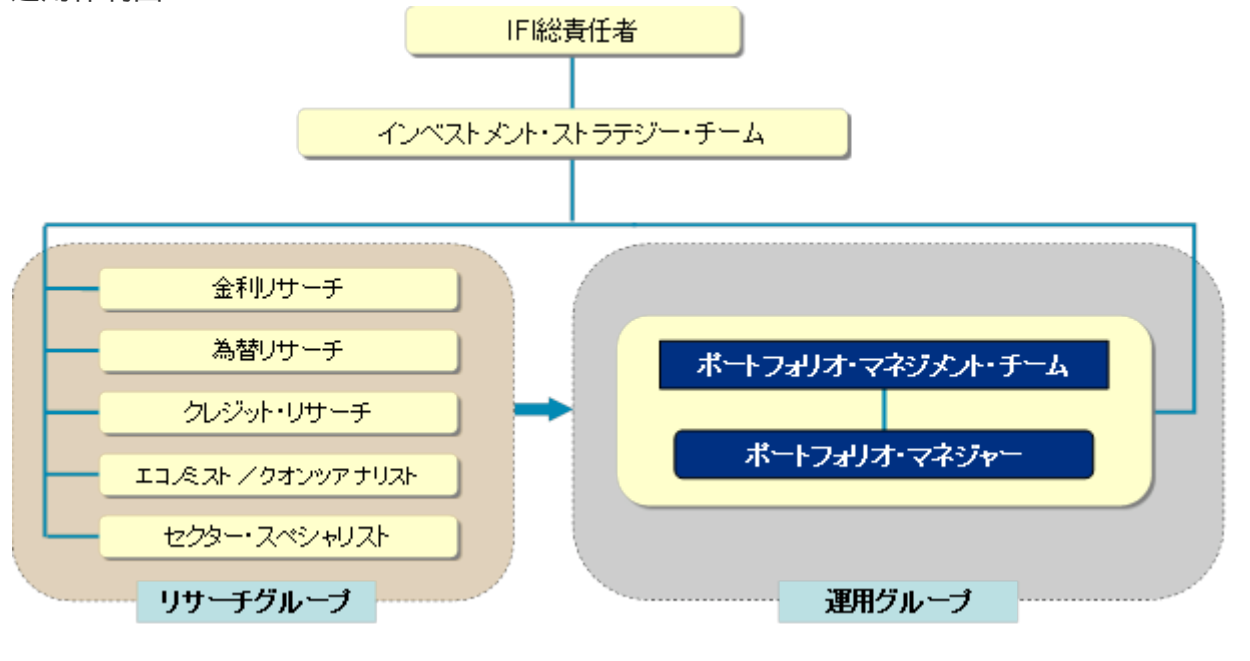 IFI総責任者
インベストメント・ストラテジー・チーム
金利リサーチ
為替リサーチ
クレジット・リサーチ
エコノミスト／クオンツアナリスト
セクター・スペシャリスト
リサーチグループ
ポートフォリオ・マネジメント・チーム
ポートフォリオ・マネジャー
運用グループ